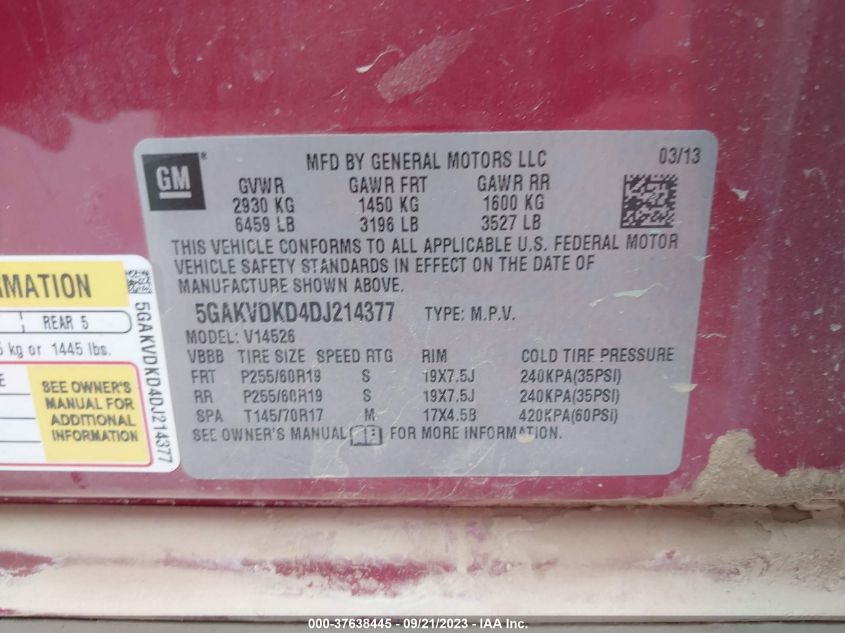 GM
MFD BY GENERAL MOTORS LLC 03/13
GVWR GAWR FRT GAWR RR
2930 KG 1450 KG 1600 KG
6459 LB 3196 LB 3527 LB
THIS VEHICLE CONFORMS TO ALL APPLICABLE U.S. FEDERAL MOTOR
VEHICLE SAFETY STANDARDS IN EFFECT ON THE DATE OF
MANUFACTURE SHOWN ABOVE.
5GAKVDKD4DJ214377 TYPE: M.P.V.
MODEL: V14526
VBBB TIRE SIZE SPEED RTG RIM COLD TIRE PRESSURE
FRT P255/60R19 S 19X7.5J 240KPA(35PSI)
RR P255/60R19 S 19X7.5J 240KPA(35PSI)
SPA T145/70R17 M 17X4.5B 420KPA(60PSI)
SEE OWNER'S MANUAL FOR MORE INFORMATION.
RMATION
REAR 5
kg or 1445 lbs.
SEE OWNER'S
MANUAL FOR
ADDITIONAL
INFORMATION
5GAKVDKD4DJ214377
000-37638445 - 09/21/2023 - IAA Inc.